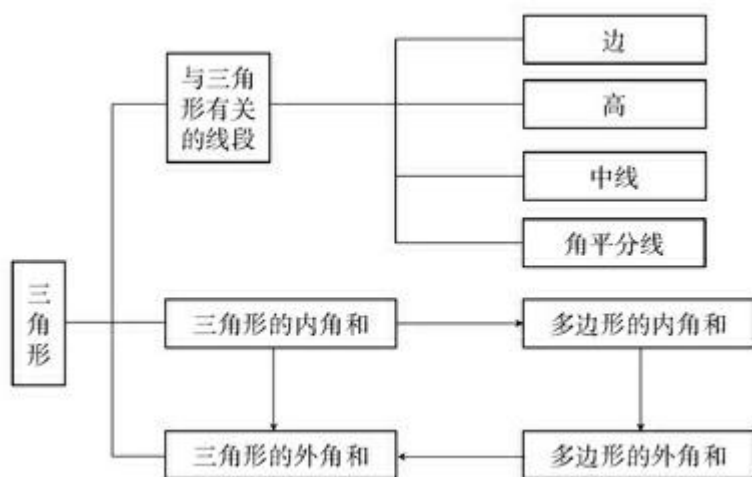 与三角
形有关
的线段
边
高
中线
角平分线
三
角
形
三角形的内角和
多边形的内角和
三角形的外角和
多边形的外角和